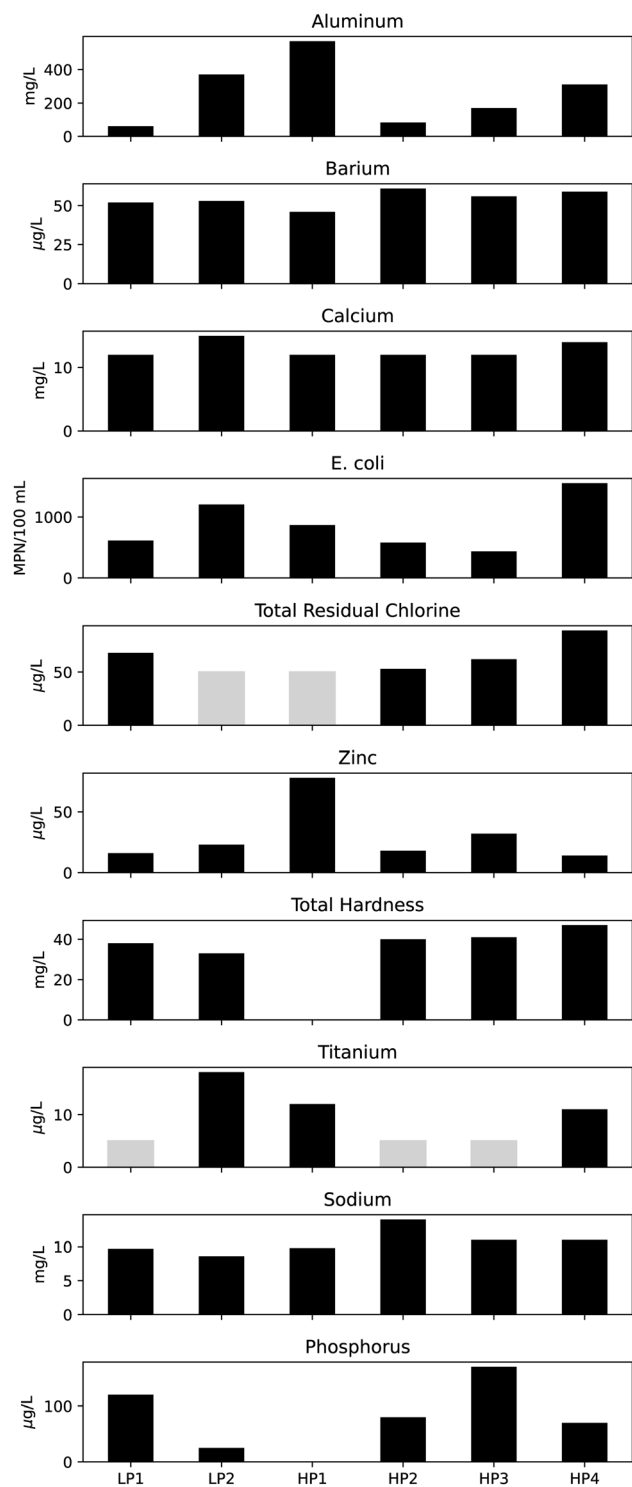 Aluminum
mg/L
400
200
0
Barium
µg/L
50
25
0
Calcium
mg/L
10
0
E. coli
MPN/100 mL
1000
0
Total Residual Chlorine
µg/L
50
0
Zinc
µg/L
50
0
Total Hardness
mg/L
40
20
0
Titanium
µg/L
10
0
Sodium
mg/L
10
5
0
Phosphorus
µg/L
100
0
LP1 LP2 HP1 HP2 HP3 HP4